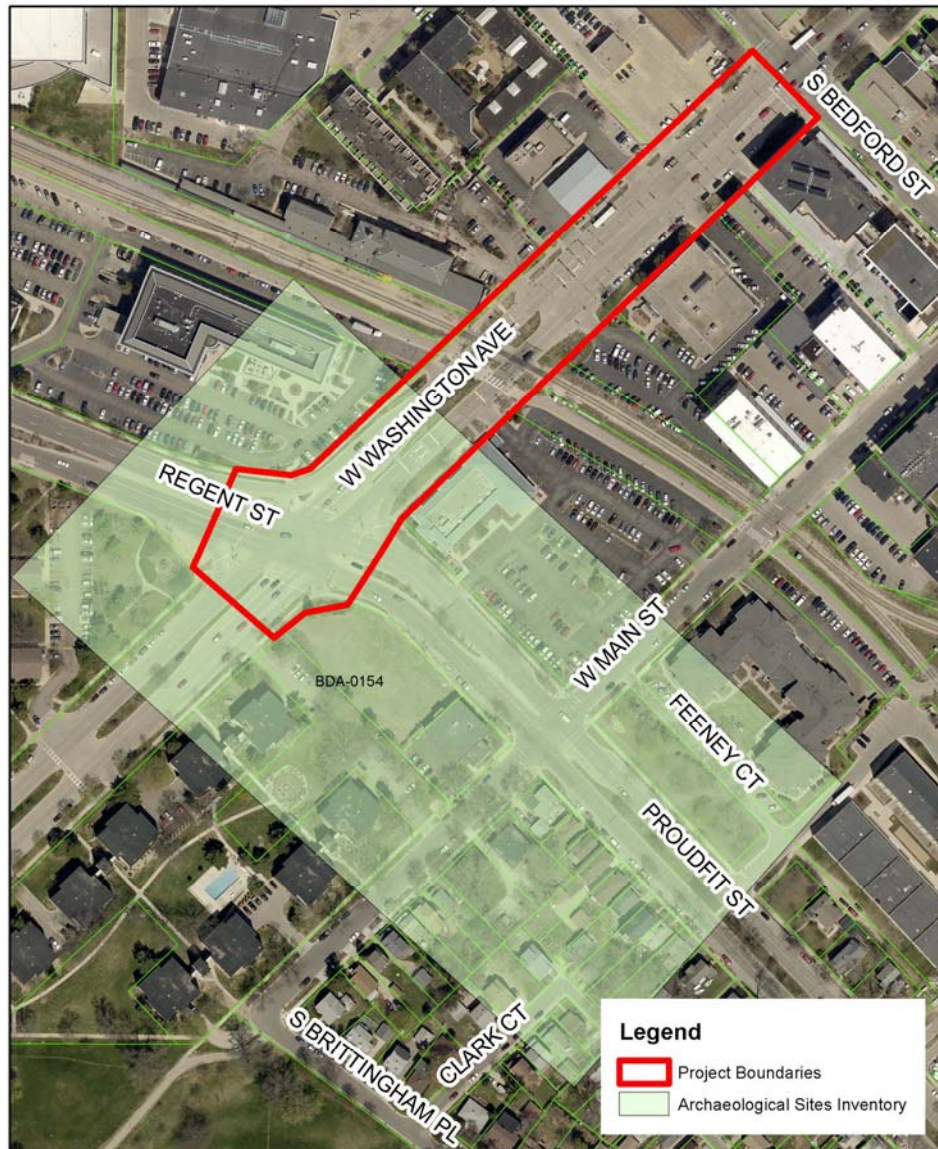 S BEDFORD ST
W WASHINGTON AVE
REGENT ST
W MAIN ST
BDA-0154
FEENEY CT
PROUDFIT ST
CLARK CT
S BRITTINGHAM PL
Legend
Project Boundaries
Archaeological Sites Inventory